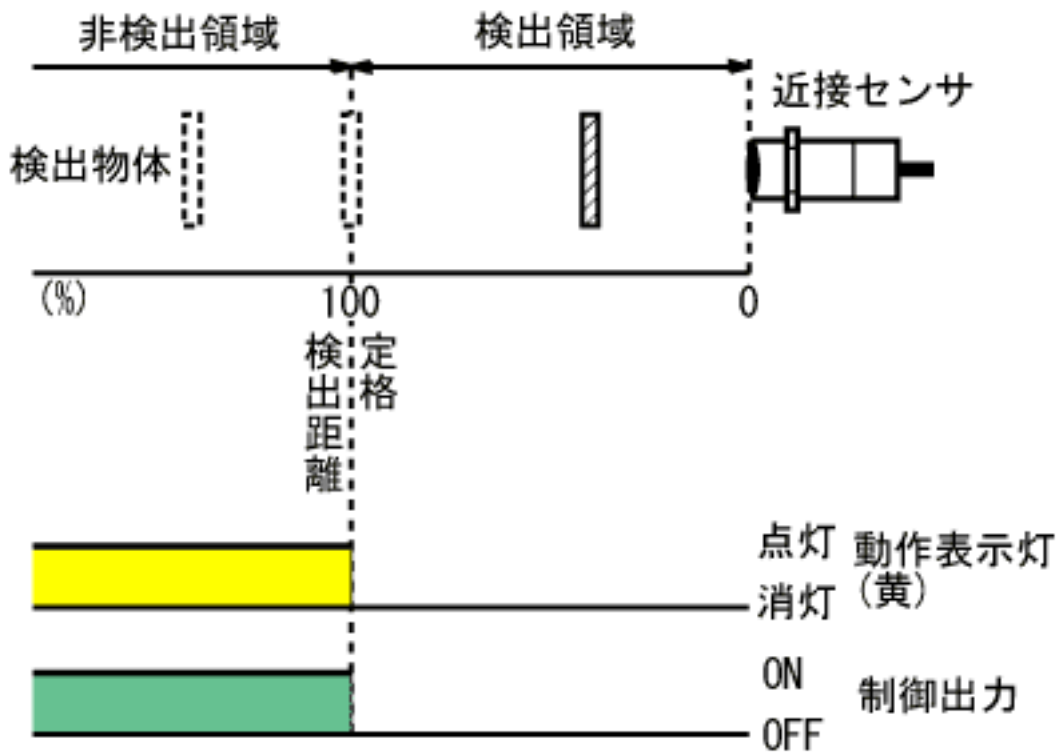 非検出領域
検出領域
近接センサ
検出物体
(%)
100
0
定格
検出距離
点灯
消灯
動作表示灯
(黄)
ON
OFF
制御出力